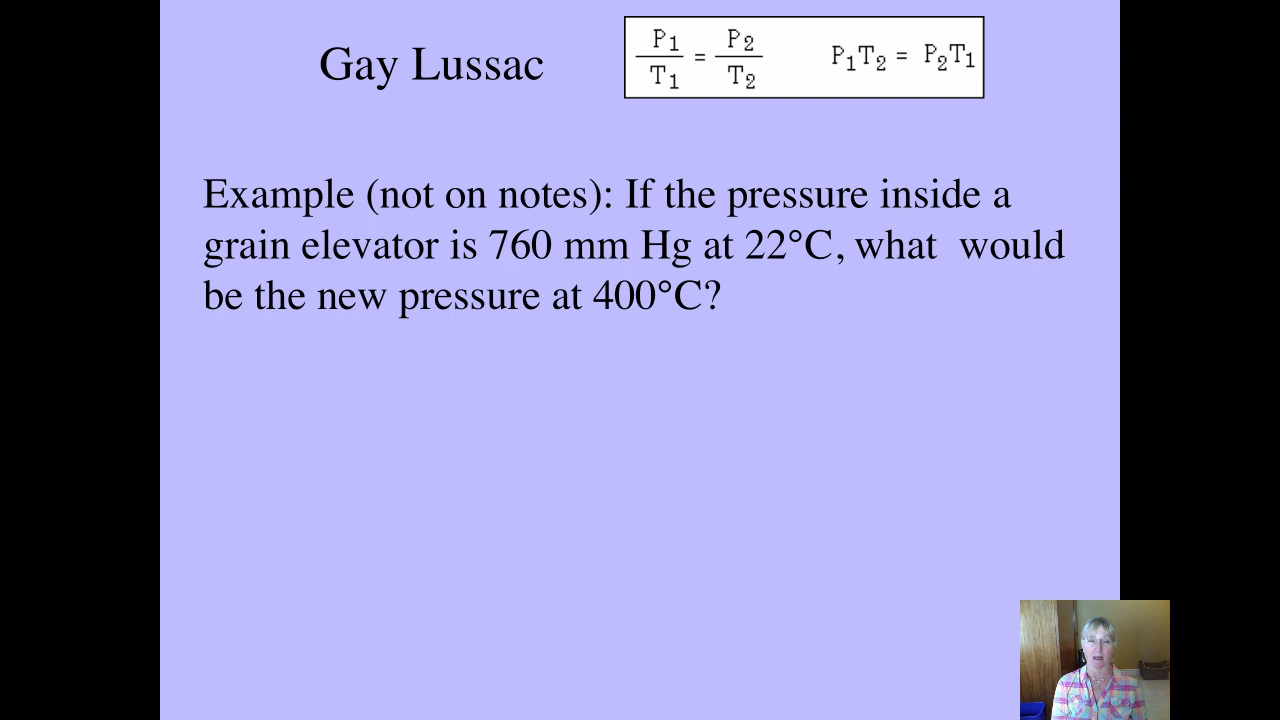 Gay Lussac
P1/T1 = P2/T2 P1T2 = P2T1
Example (not on notes): If the pressure inside a
grain elevator is 760 mm Hg at 22°C, what would
be the new pressure at 400°C?